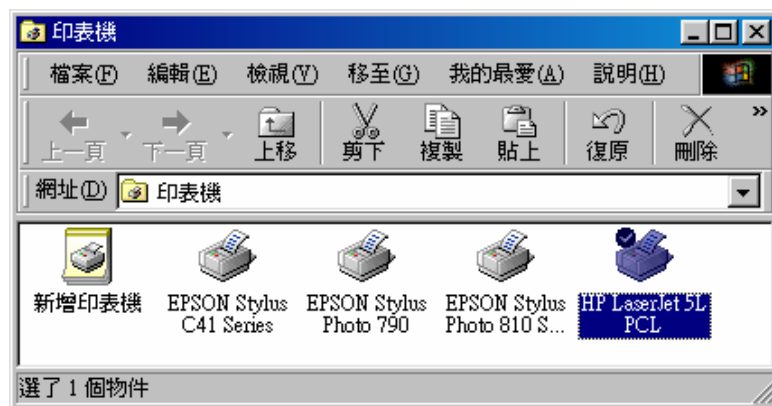 印表機
檔案(F) 編輯(E) 檢視(V) 移至(G) 我的最愛(A) 說明(H)
上一頁 下一頁 上移 剪下 複製 貼上 復原 刪除 »
網址(D) 印表機
新增印表機 EPSON Stylus EPSON Stylus EPSON Stylus HP LaserJet 5L
C41 Series Photo 790 Photo 810 S... PCL
選了 1 個物件